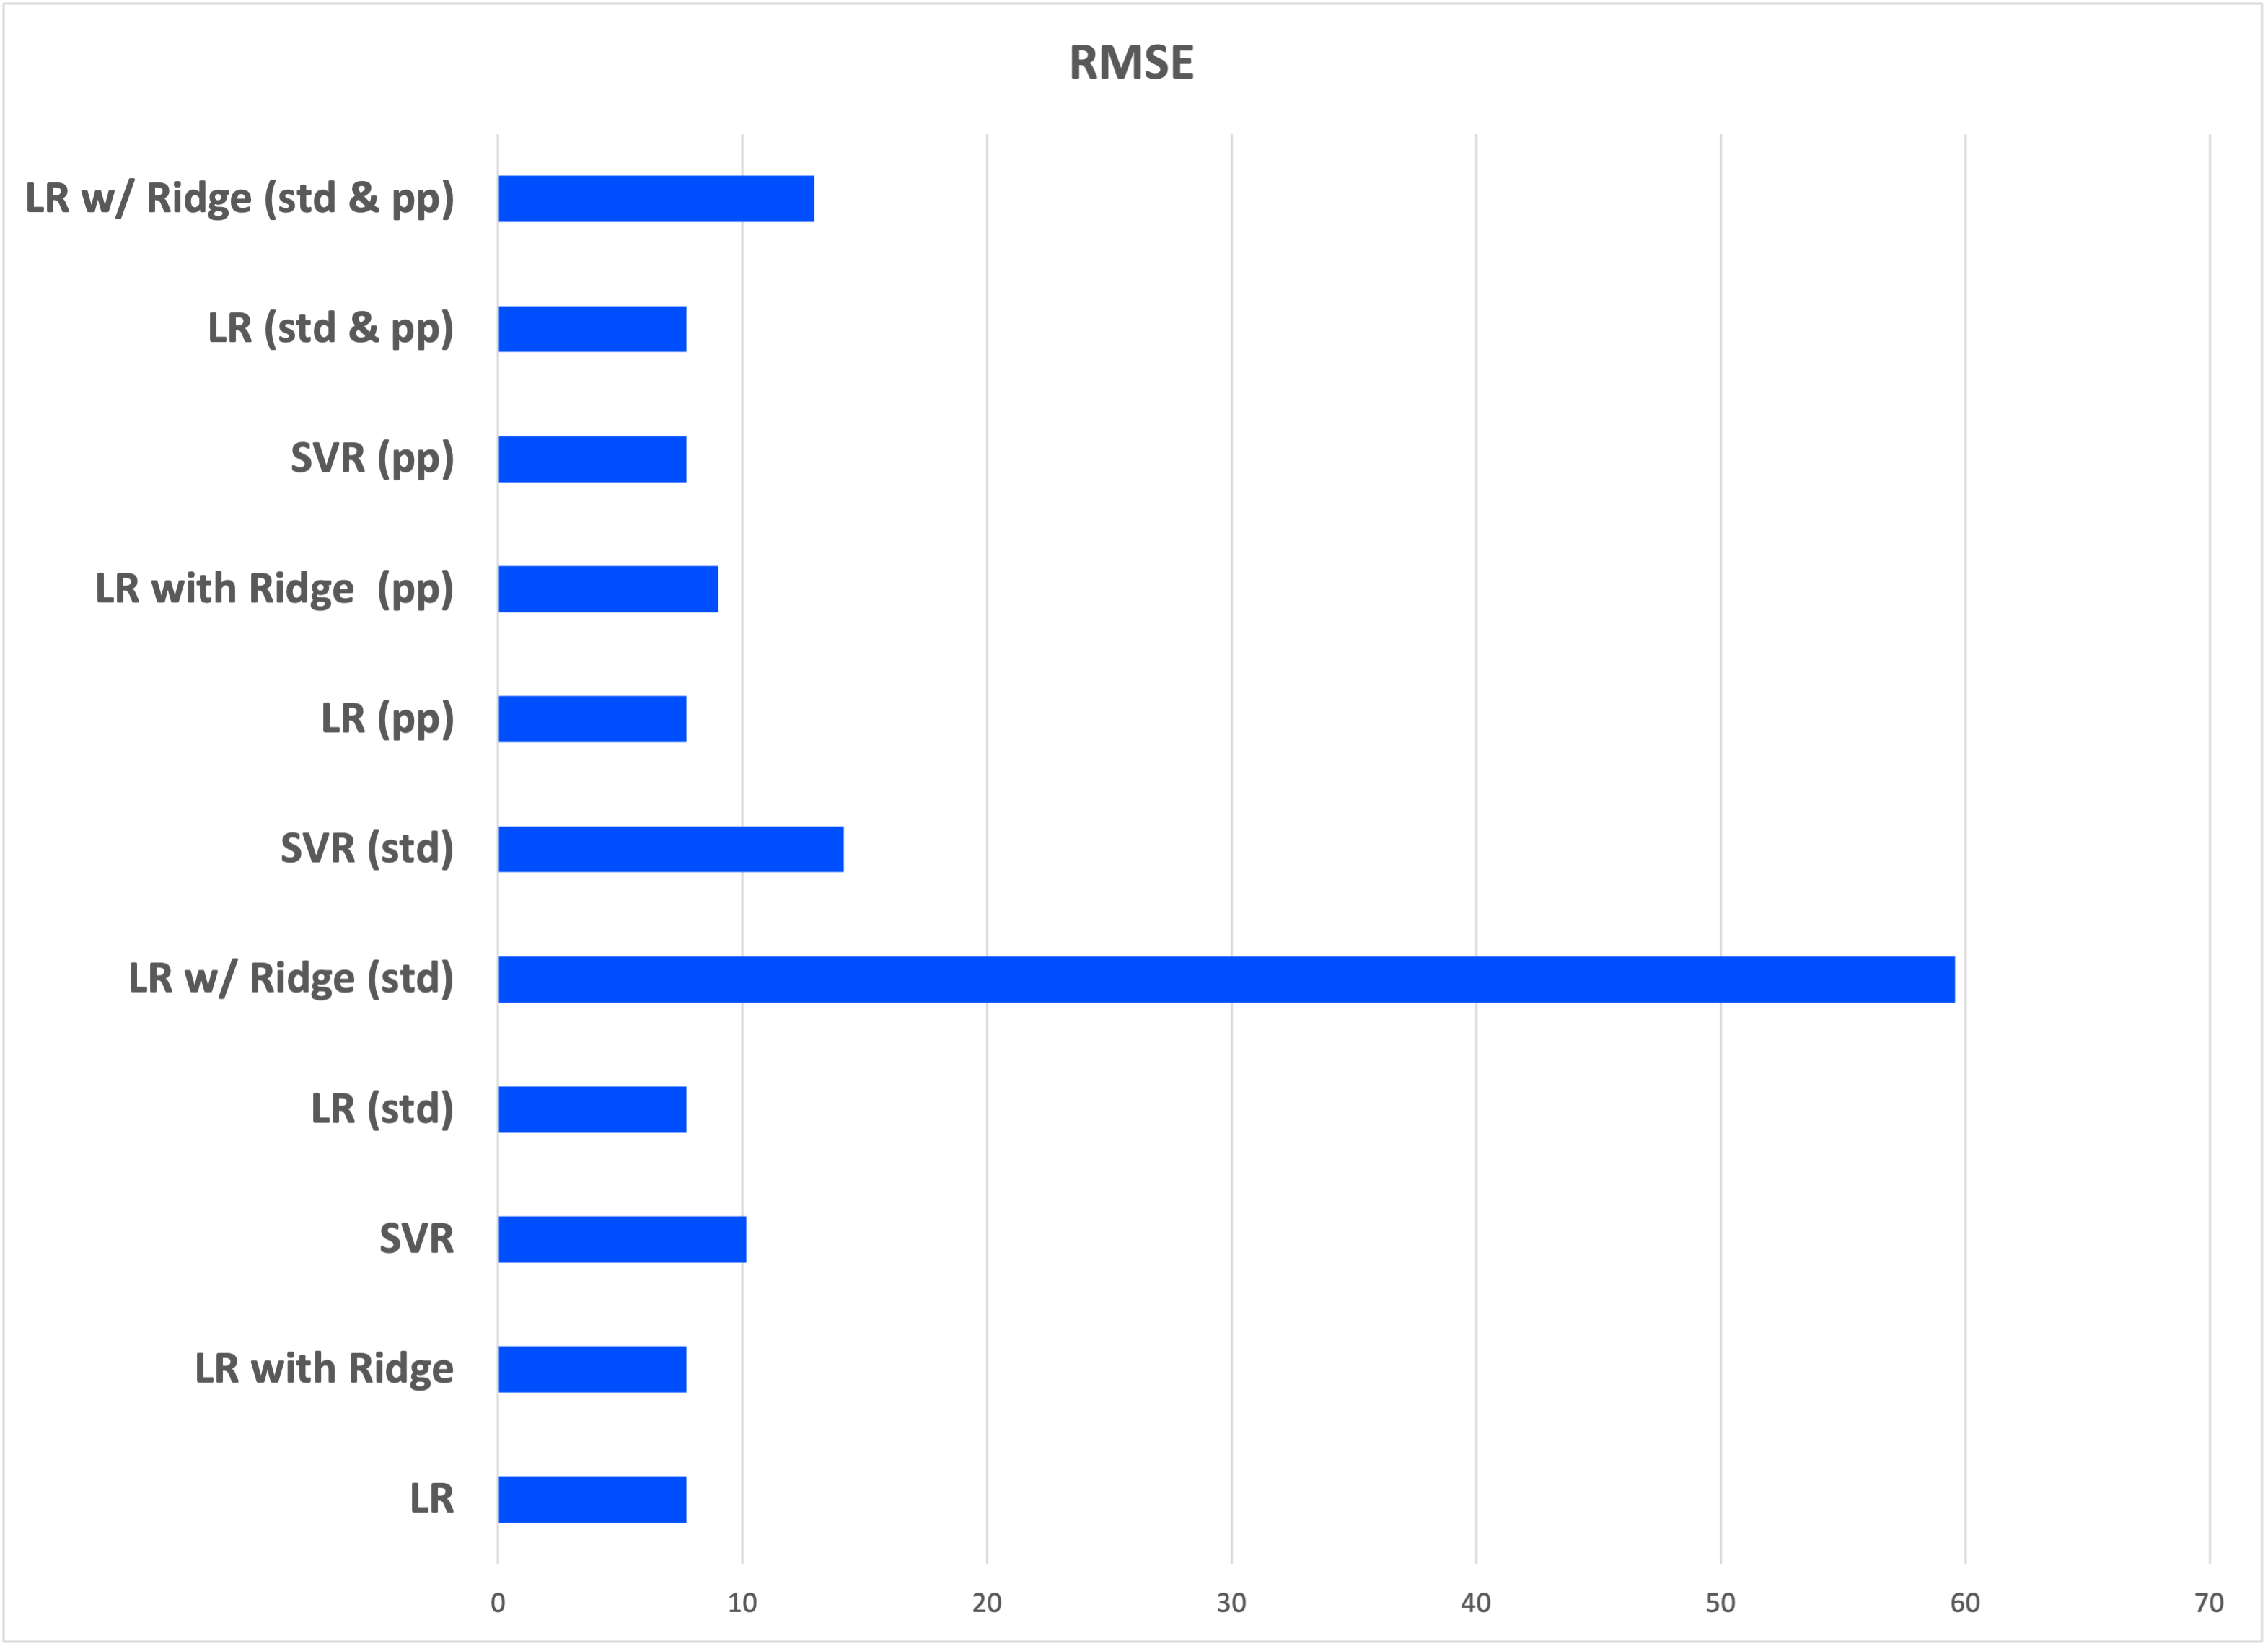 RMSE
LR w/ Ridge (std & pp)
LR (std & pp)
SVR (pp)
LR with Ridge  (pp)
LR (pp)
SVR (std)
LR w/ Ridge (std)
LR (std)
SVR
LR with Ridge
LR
0 10 20 30 40 50 60 70